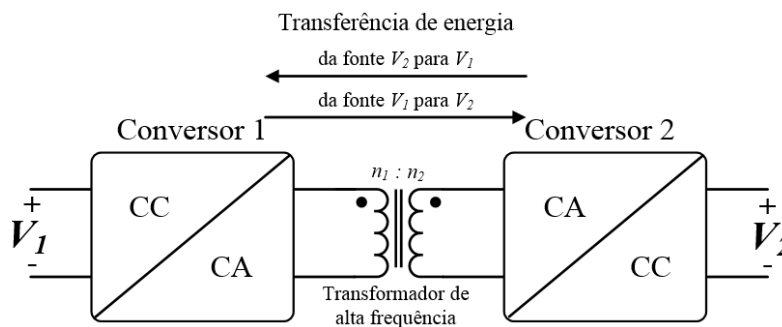 Transferência de energia
da fonte V2 para V1
da fonte V1 para V2
Conversor 1
Conversor 2
n1 : n2
+
V1
-
CC
CA
CA
CC
+
V2
-
Transformador de
alta frequência